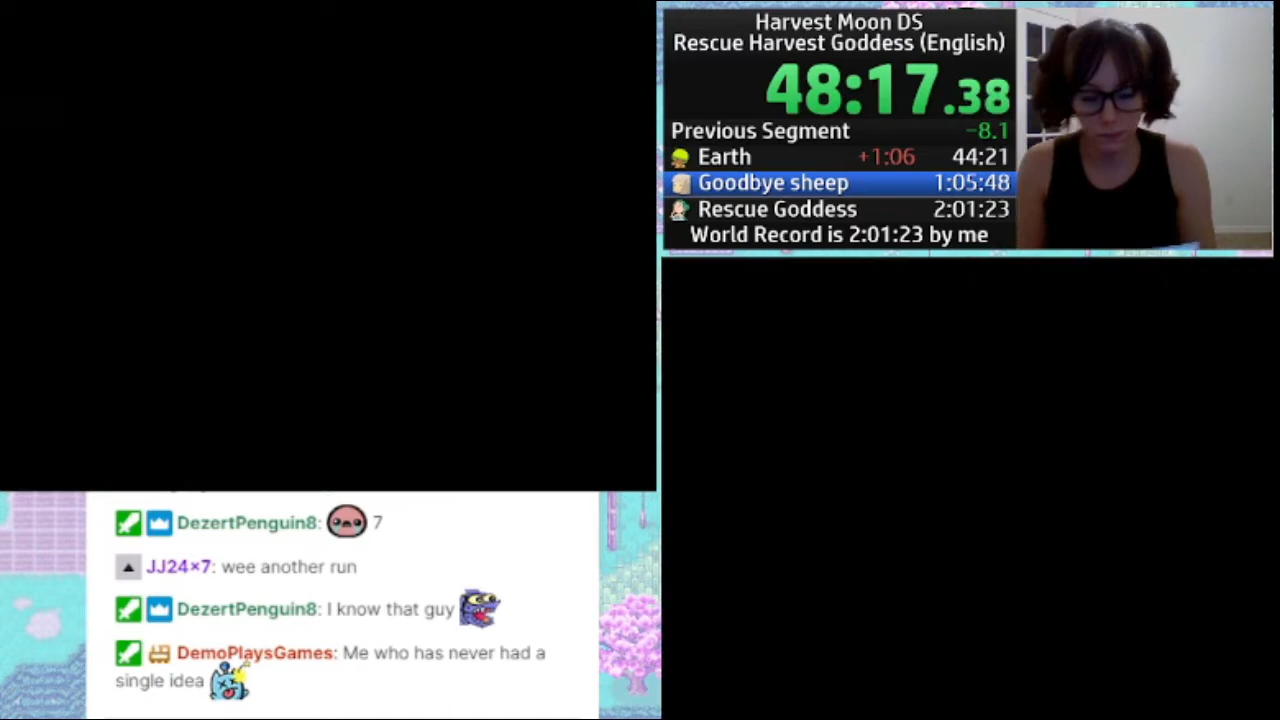 Harvest Moon DS
Rescue Harvest Goddess (English)
48:17.38
Previous Segment -8.1
Earth +1:06 44:21
Goodbye sheep 1:05:48
Rescue Goddess 2:01:23
World Record is 2:01:23 by me
DezertPenguin8: 7
JJ24x7: wee another run
DezertPenguin8: I know that guy
DemoPlaysGames: Me who has never had a
single idea